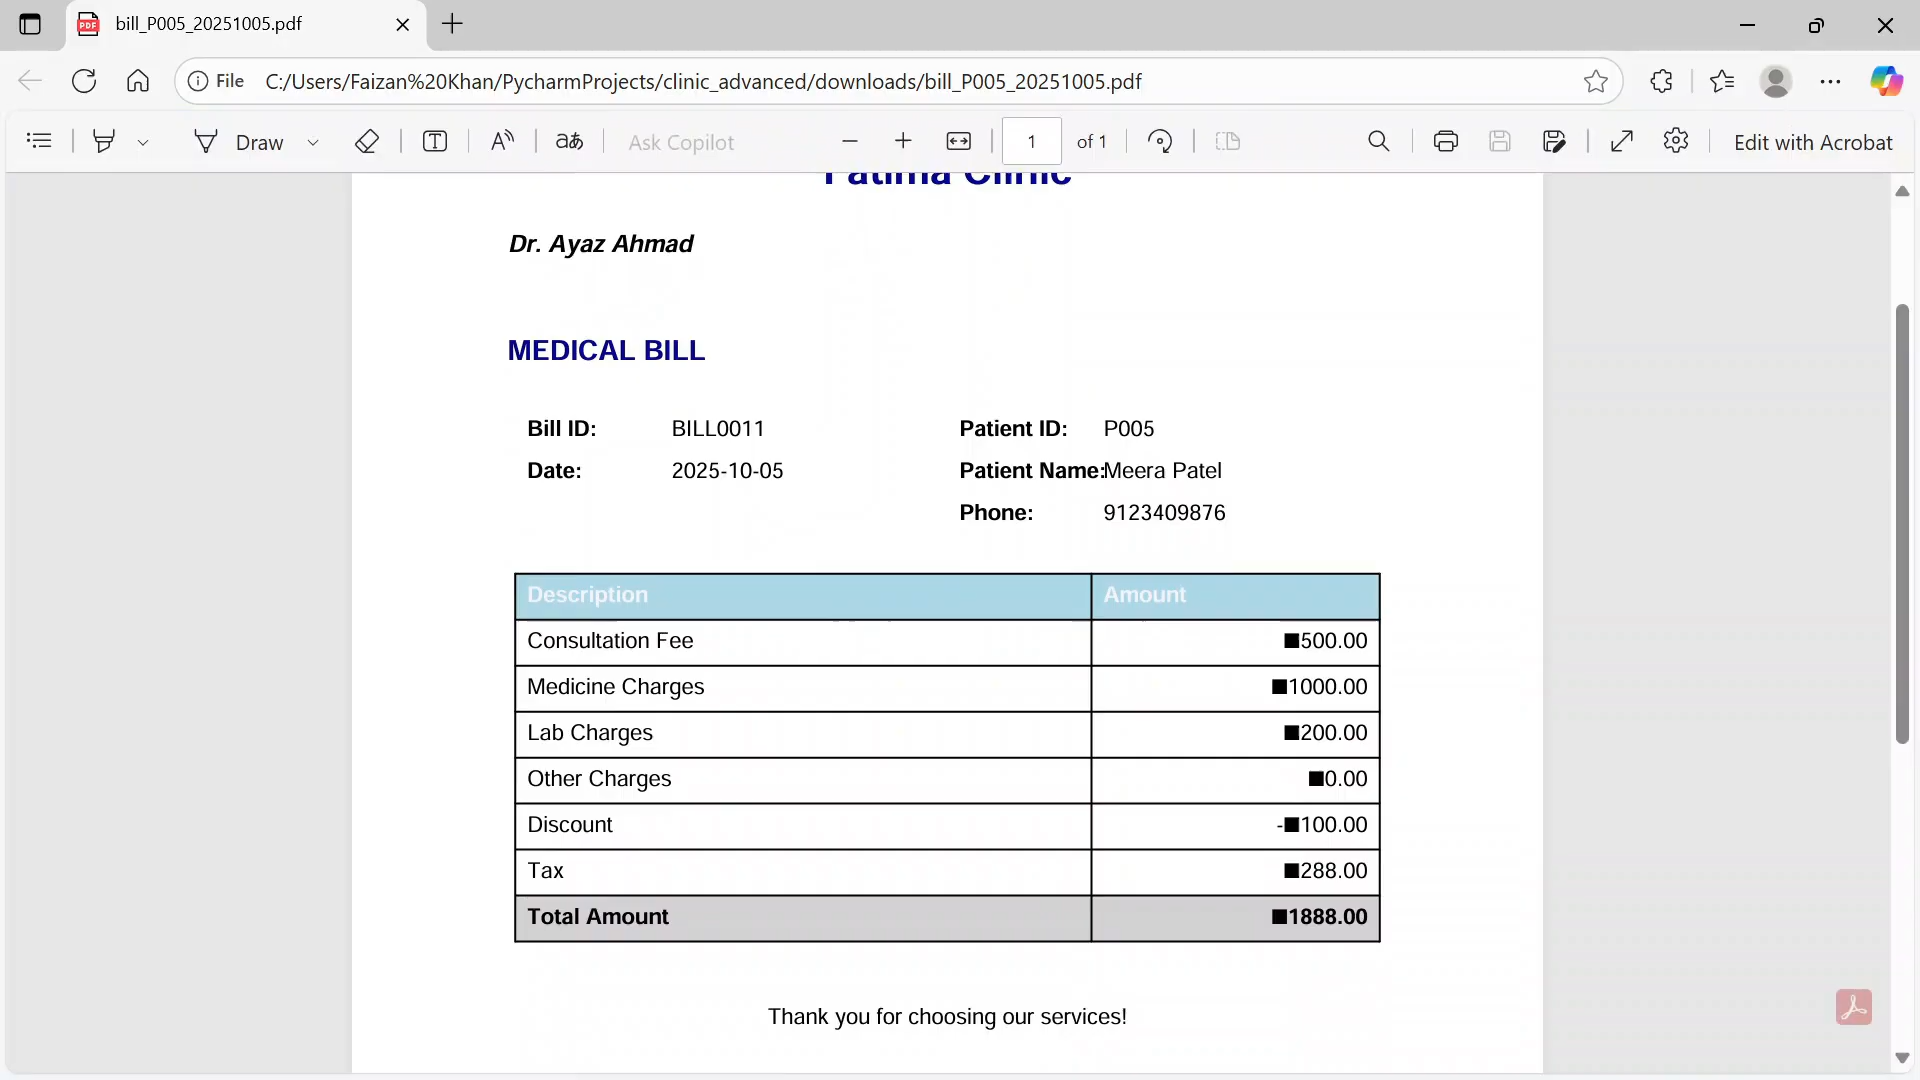 bill_P005_20251005.pdf
File C:/Users/Faizan%20Khan/PycharmProjects/clinic_advanced/downloads/bill_P005_20251005.pdf
Draw Ask Copilot 1 of 1 Edit with Acrobat
Fatima Clinic
Dr. Ayaz Ahmad
MEDICAL BILL
Bill ID: BILL0011 Patient ID: P005
Date: 2025-10-05 Patient Name:Meera Patel
Phone: 9123409876
Description Amount
Consultation Fee ■500.00
Medicine Charges ■1000.00
Lab Charges ■200.00
Other Charges ■0.00
Discount -■100.00
Tax ■288.00
Total Amount ■1888.00
Thank you for choosing our services!